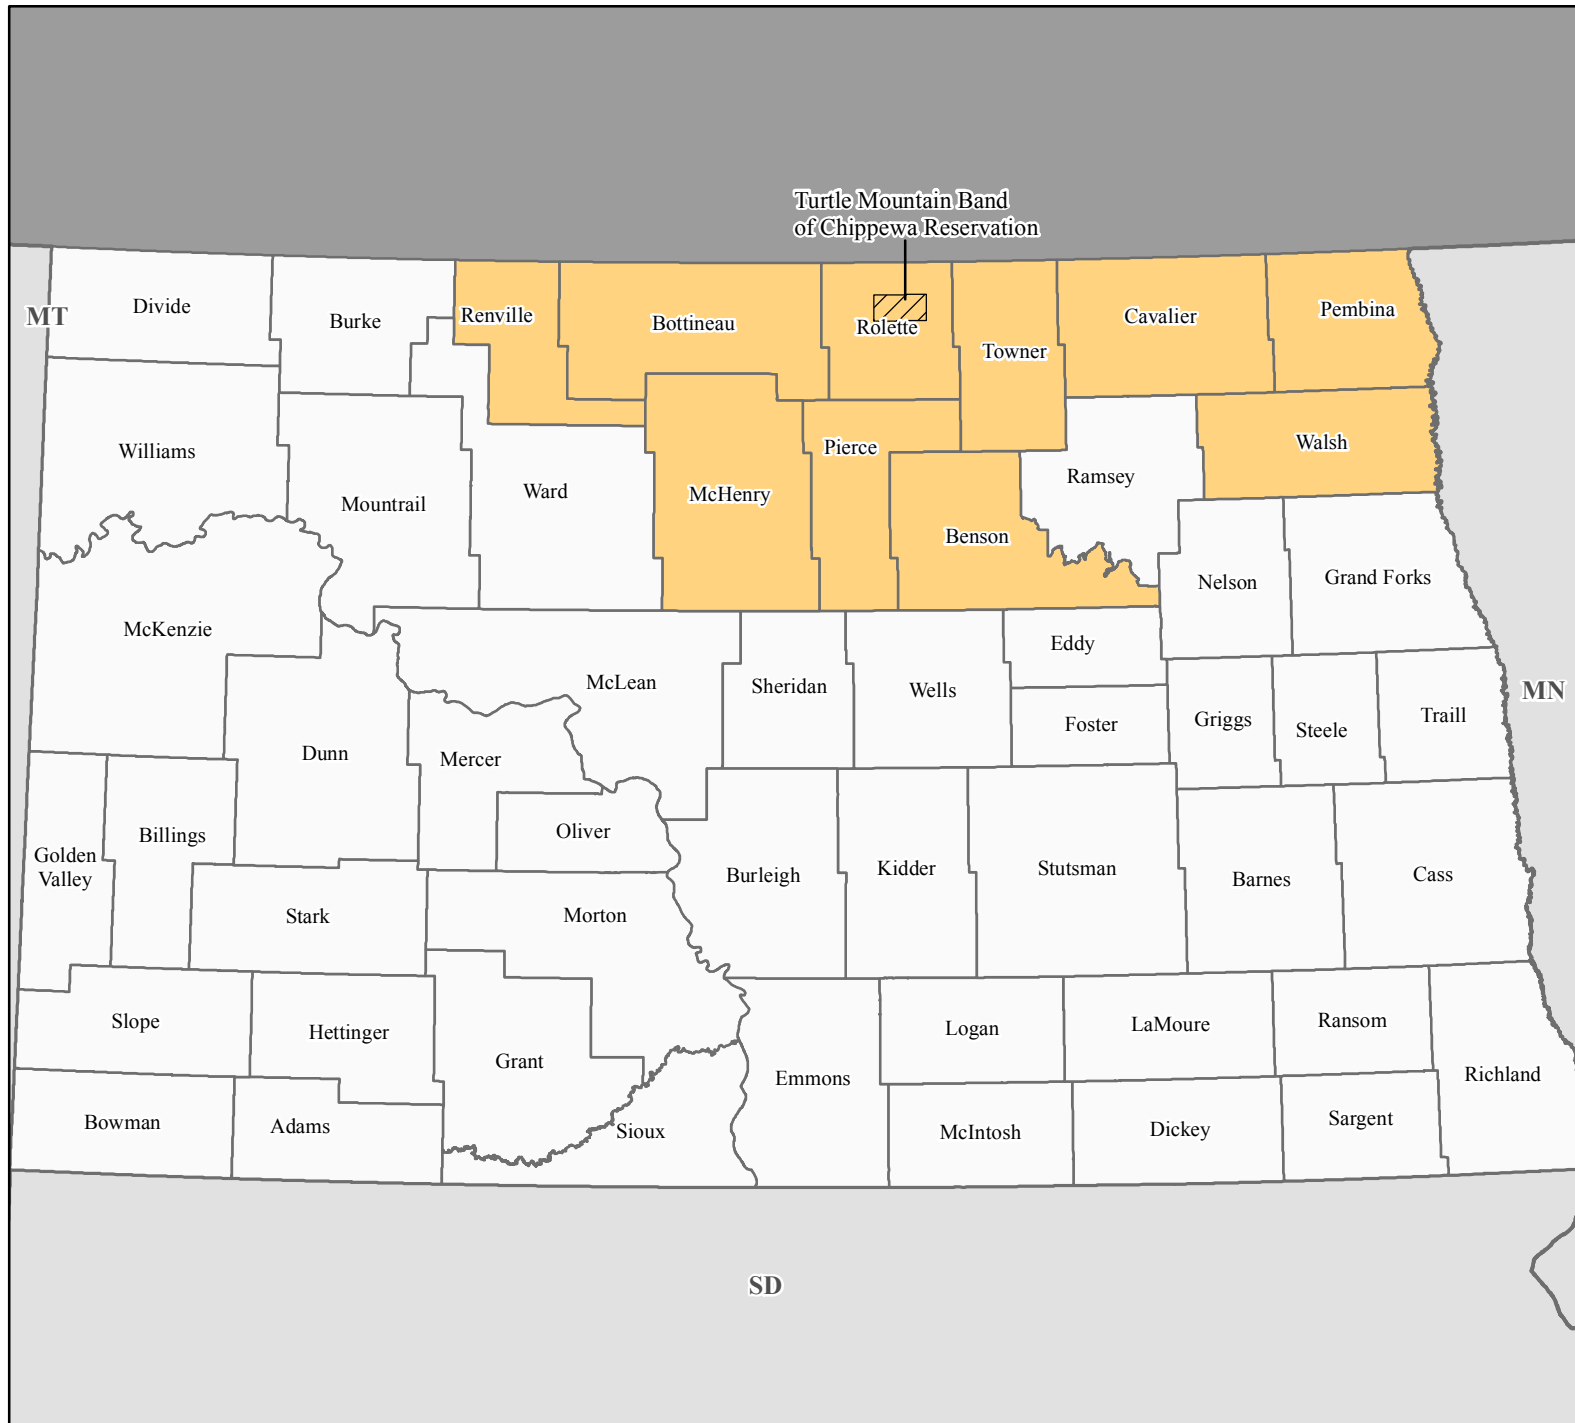 Turtle Mountain Band
of Chippewa Reservation
MT
Divide
Burke
Renville
Bottineau
Rolette
Towner
Cavalier
Pembina
Williams
Mountrail
Ward
McHenry
Pierce
Benson
Ramsey
Walsh
Nelson
Grand Forks
McKenzie
Dunn
Mercer
McLean
Sheridan
Wells
Eddy
Foster
Griggs
Steele
Traill
MN
Golden
Valley
Billings
Stark
Oliver
Morton
Burleigh
Kidder
Stutsman
Barnes
Cass
Slope
Hettinger
Grant
Emmons
Logan
LaMoure
Ransom
Richland
Bowman
Adams
Sioux
McIntosh
Dickey
Sargent
SD